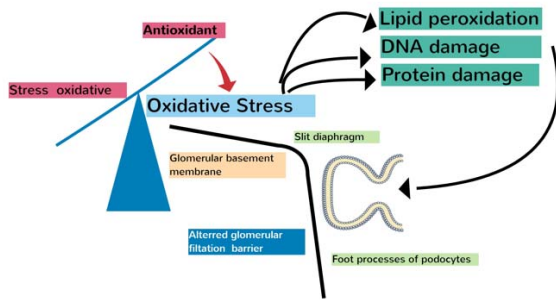 Lipid peroxidation
Antioxidant
DNA damage
Protein damage
Stress oxidative
Oxidative Stress
Slit diaphragm
Glomerular basement
membrane
Alterred glomerular
filtation barrier
Foot processes of podocytes